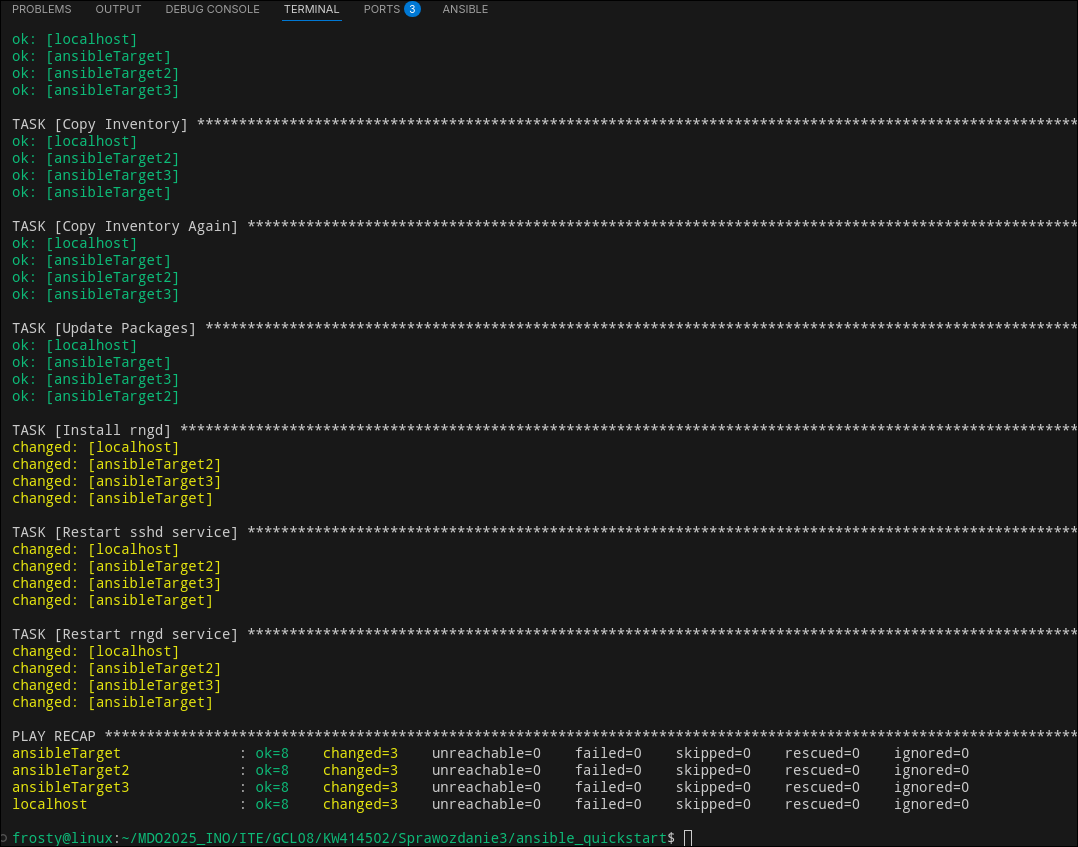 PROBLEMS OUTPUT DEBUG CONSOLE TERMINAL PORTS 3 ANSIBLE
ok: [localhost]
ok: [ansibleTarget]
ok: [ansibleTarget2]
ok: [ansibleTarget3]
TASK [Copy Inventory] *********************************************************************************************************
ok: [localhost]
ok: [ansibleTarget2]
ok: [ansibleTarget3]
ok: [ansibleTarget]
TASK [Copy Inventory Again] ***************************************************************************************************
ok: [localhost]
ok: [ansibleTarget]
ok: [ansibleTarget2]
ok: [ansibleTarget3]
TASK [Update Packages] ********************************************************************************************************
ok: [localhost]
ok: [ansibleTarget]
ok: [ansibleTarget3]
ok: [ansibleTarget2]
TASK [Install rngd] ***********************************************************************************************************
changed: [localhost]
changed: [ansibleTarget2]
changed: [ansibleTarget3]
changed: [ansibleTarget]
TASK [Restart sshd service] ***************************************************************************************************
changed: [localhost]
changed: [ansibleTarget2]
changed: [ansibleTarget3]
changed: [ansibleTarget]
TASK [Restart rngd service] ***************************************************************************************************
changed: [localhost]
changed: [ansibleTarget2]
changed: [ansibleTarget3]
changed: [ansibleTarget]
PLAY RECAP ********************************************************************************************************************
ansibleTarget : ok=8 changed=3 unreachable=0 failed=0 skipped=0 rescued=0 ignored=0
ansibleTarget2 : ok=8 changed=3 unreachable=0 failed=0 skipped=0 rescued=0 ignored=0
ansibleTarget3 : ok=8 changed=3 unreachable=0 failed=0 skipped=0 rescued=0 ignored=0
localhost : ok=8 changed=3 unreachable=0 failed=0 skipped=0 rescued=0 ignored=0
frosty@linux:~/MDO2025_INO/ITE/GCL08/KW414502/Sprawozdanie3/ansible_quickstart$